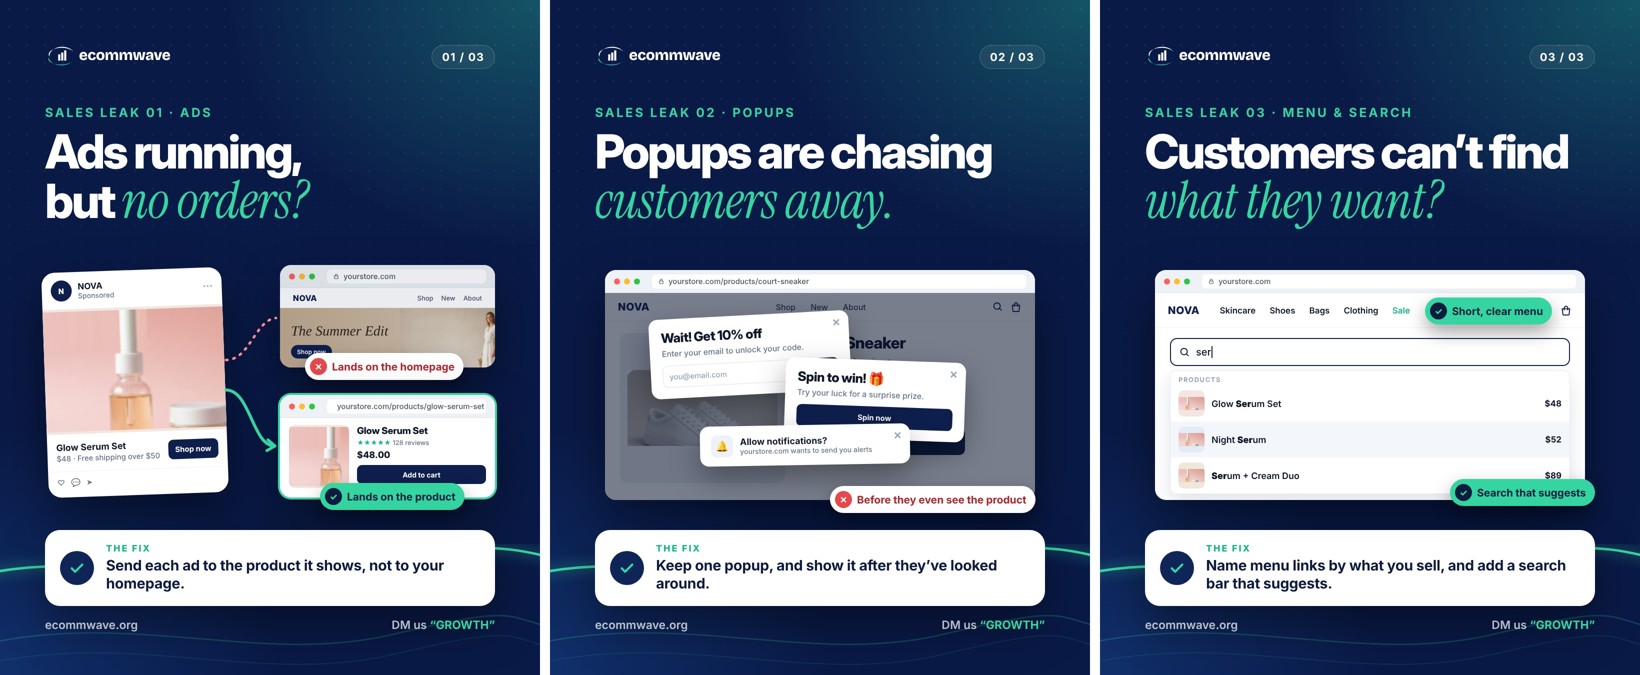 ecommwave
01 / 03
SALES LEAK 01 · ADS
Ads running,
but no orders?
N
NOVA
Sponsored
Glow Serum Set
$48 · Free shipping over $50
Shop now
yourstore.com
NOVA
Shop New About
The Summer Edit
Shop now
Lands on the homepage
yourstore.com/products/glow-serum-set
Glow Serum Set
★★★★★ 128 reviews
$48.00
Add to cart
Lands on the product
THE FIX
Send each ad to the product it shows, not to your
homepage.
ecommwave.org
DM us “GROWTH”
ecommwave
02 / 03
SALES LEAK 02 · POPUPS
Popups are chasing
customers away.
yourstore.com/products/court-sneaker
NOVA
Shop New About
Sneaker
Wait! Get 10% off
Enter your email to unlock your code.
you@email.com
Spin to win! 🎁
Try your luck for a surprise prize.
Spin now
Allow notifications?
yourstore.com wants to send you alerts
Before they even see the product
THE FIX
Keep one popup, and show it after they’ve looked
around.
ecommwave.org
DM us “GROWTH”
ecommwave
03 / 03
SALES LEAK 03 · MENU & SEARCH
Customers can’t find
what they want?
yourstore.com
NOVA
Skincare Shoes Bags Clothing Sale
Short, clear menu
ser
PRODUCTS
Glow Serum Set $48
Night Serum $52
Serum + Cream Duo $89
Search that suggests
THE FIX
Name menu links by what you sell, and add a search
bar that suggests.
ecommwave.org
DM us “GROWTH”